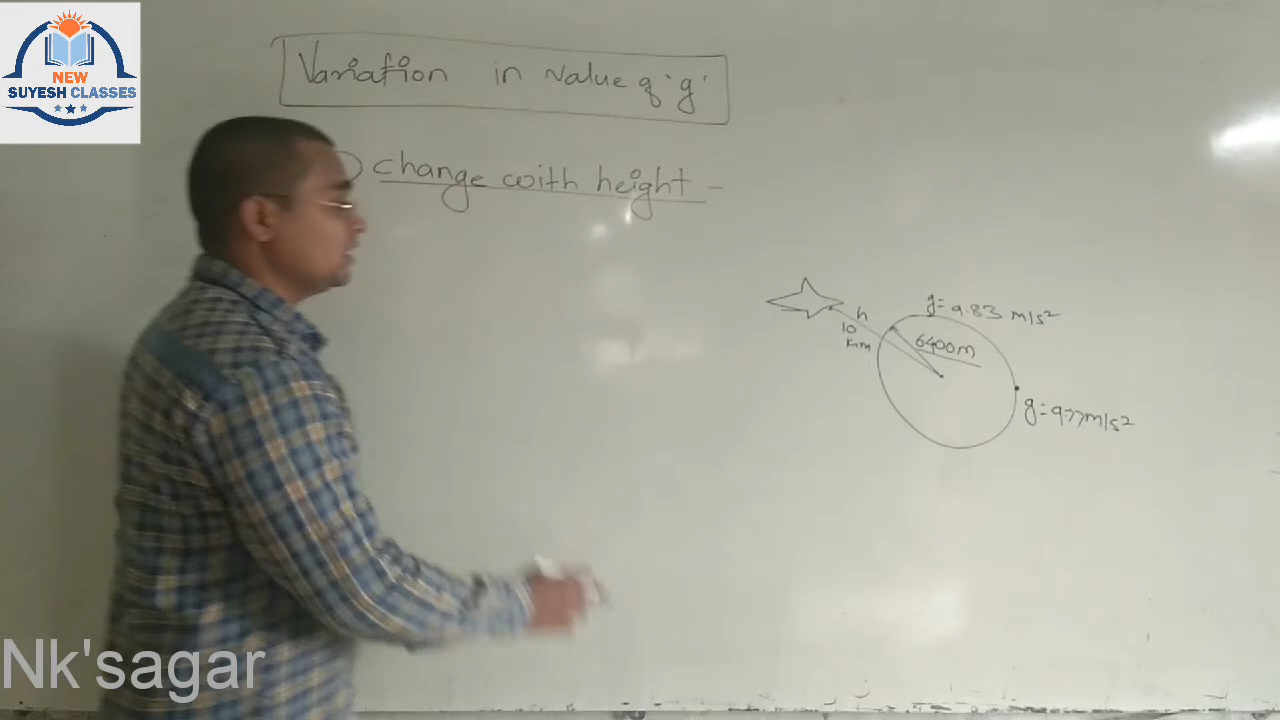 NEW
SUYESH CLASSES
Variation in value of 'g'
) change with height -
g= 9.83 m/s²
h
10
Km
6400m
g=9.77m/s²
Nk'sagar